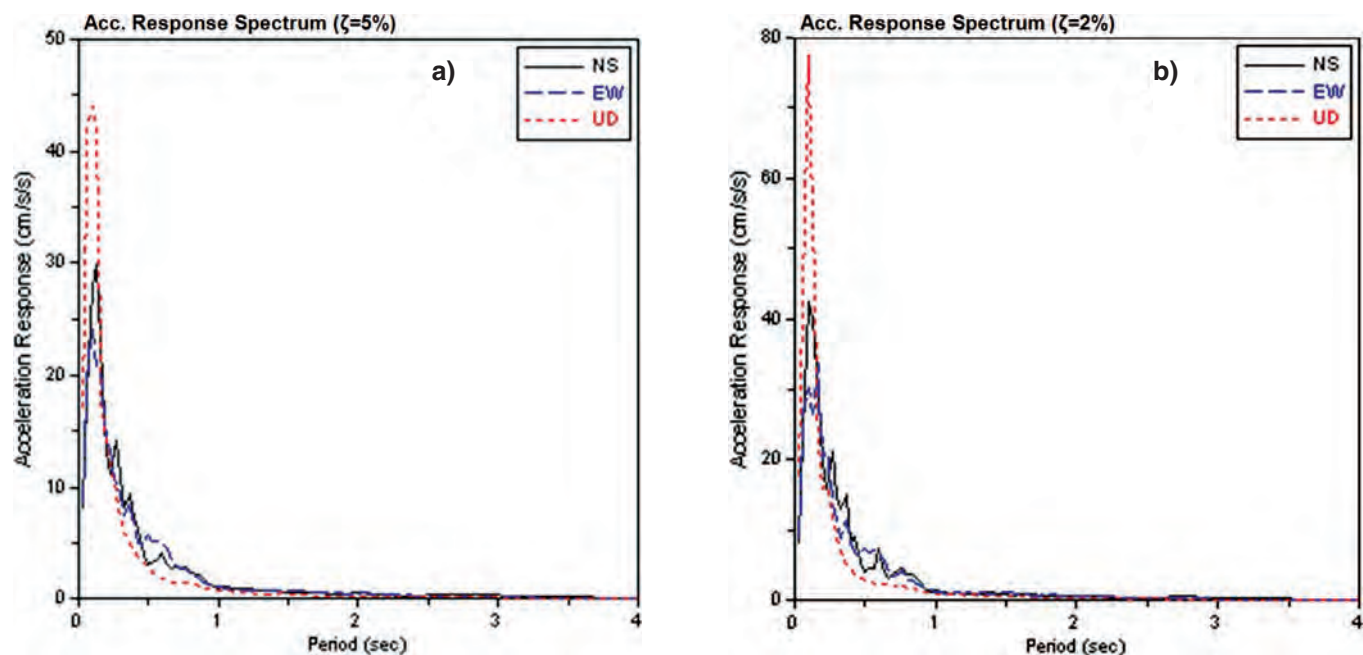 Acc. Response Spectrum (ζ=5%)
50
40
30
20
10
0
Acceleration Response (cm/s/s)
a)
NS
EW
UD
0
1
2
3
4
Period (sec)
Acc. Response Spectrum (ζ=2%)
80
60
40
20
0
Acceleration Response (cm/s/s)
b)
NS
EW
UD
0
1
2
3
4
Period (sec)